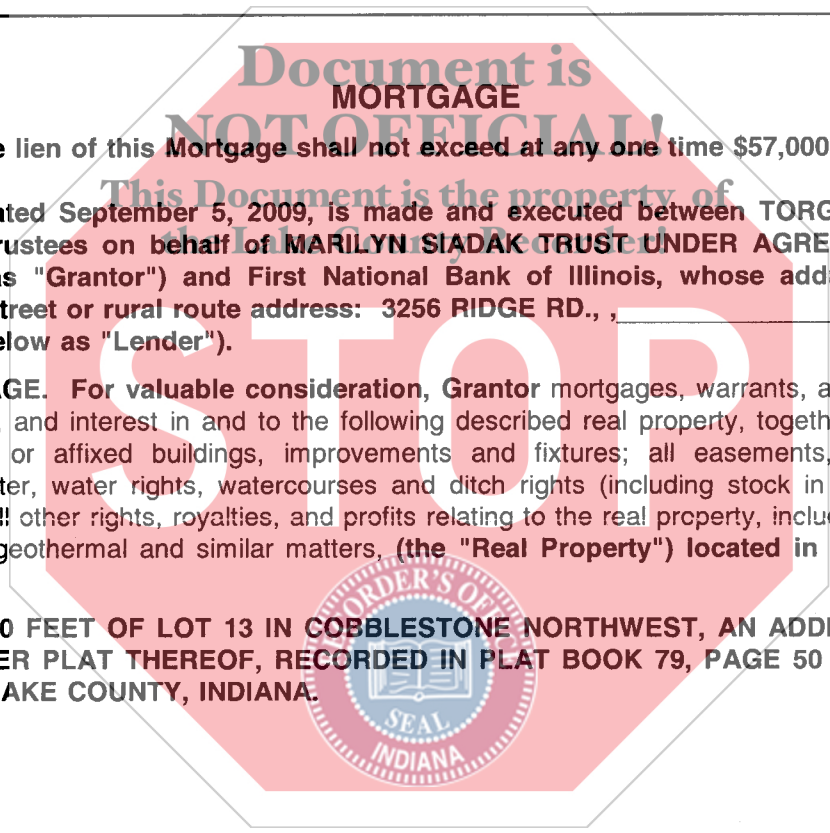 Document is
MORTGAGE
NOT OFFICIAL!
e lien of this Mortgage shall not exceed at any one time $57,000
This Document is the property of
ated September 5, 2009, is made and executed between TORG
the Lake County Recorder!
rustees on behalf of MARILYN SIADAK TRUST UNDER AGRE
as "Grantor") and First National Bank of Illinois, whose add
treet or rural route address: 3256 RIDGE RD., ,
elow as "Lender").
STOP
AGE. For valuable consideration, Grantor mortgages, warrants, a
, and interest in and to the following described real property, togeth
or affixed buildings, improvements and fixtures; all easements,
ter, water rights, watercourses and ditch rights (including stock in
ll other rights, royalties, and profits relating to the real property, inclu
geothermal and similar matters, (the "Real Property") located in
RECORDER'S OFFICE
0 FEET OF LOT 13 IN COBBLESTONE NORTHWEST, AN ADDI
ER PLAT THEREOF, RECORDED IN PLAT BOOK 79, PAGE 50
AKE COUNTY, INDIANA.
SEAL
INDIANA